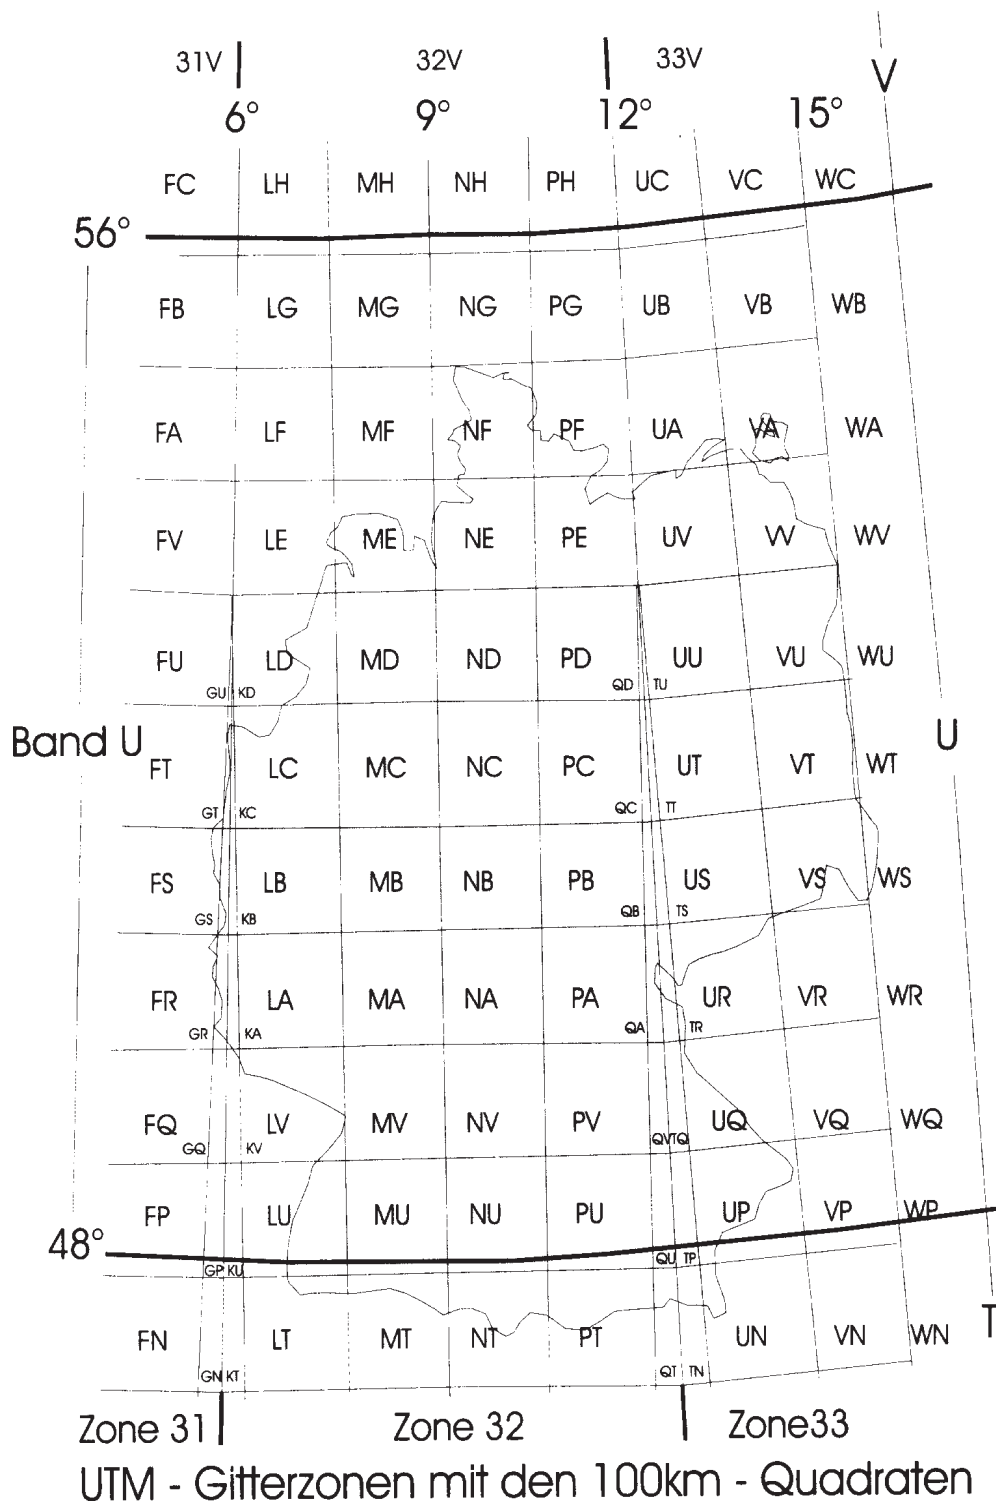 31V 32V 33V V
6° 9° 12° 15°
FC LH MH NH PH UC VC WC
56°
FB LG MG NG PG UB VB WB
FA LF MF NF PF UA VA WA
FV LE ME NE PE UV VV WV
FU LD MD ND PD UU VU WU
GU KD QD TU
Band U U
FT LC MC NC PC UT VT WT
GT KC QC TT
FS LB MB NB PB US VS WS
GS KB QB TS
FR LA MA NA PA UR VR WR
GR KA QA TR
FQ LV MV NV PV UQ VQ WQ
GQ KV QV TQ
FP LU MU NU PU UP VP WP
48°
GP KU QU TP
T
FN LT MT NT PT UN VN WN
GN KT QT TN
Zone 31 Zone 32 Zone33
UTM - Gitterzonen mit den 100km - Quadraten